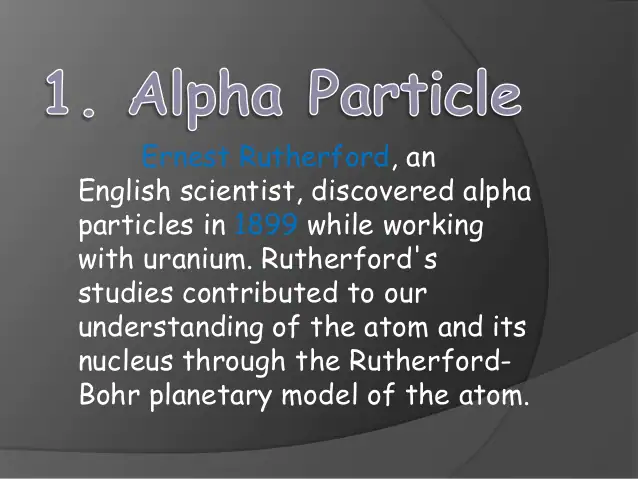 1. Alpha Particle
Ernest Rutherford, an
English scientist, discovered alpha
particles in 1899 while working
with uranium. Rutherford's
studies contributed to our
understanding of the atom and its
nucleus through the Rutherford-
Bohr planetary model of the atom.